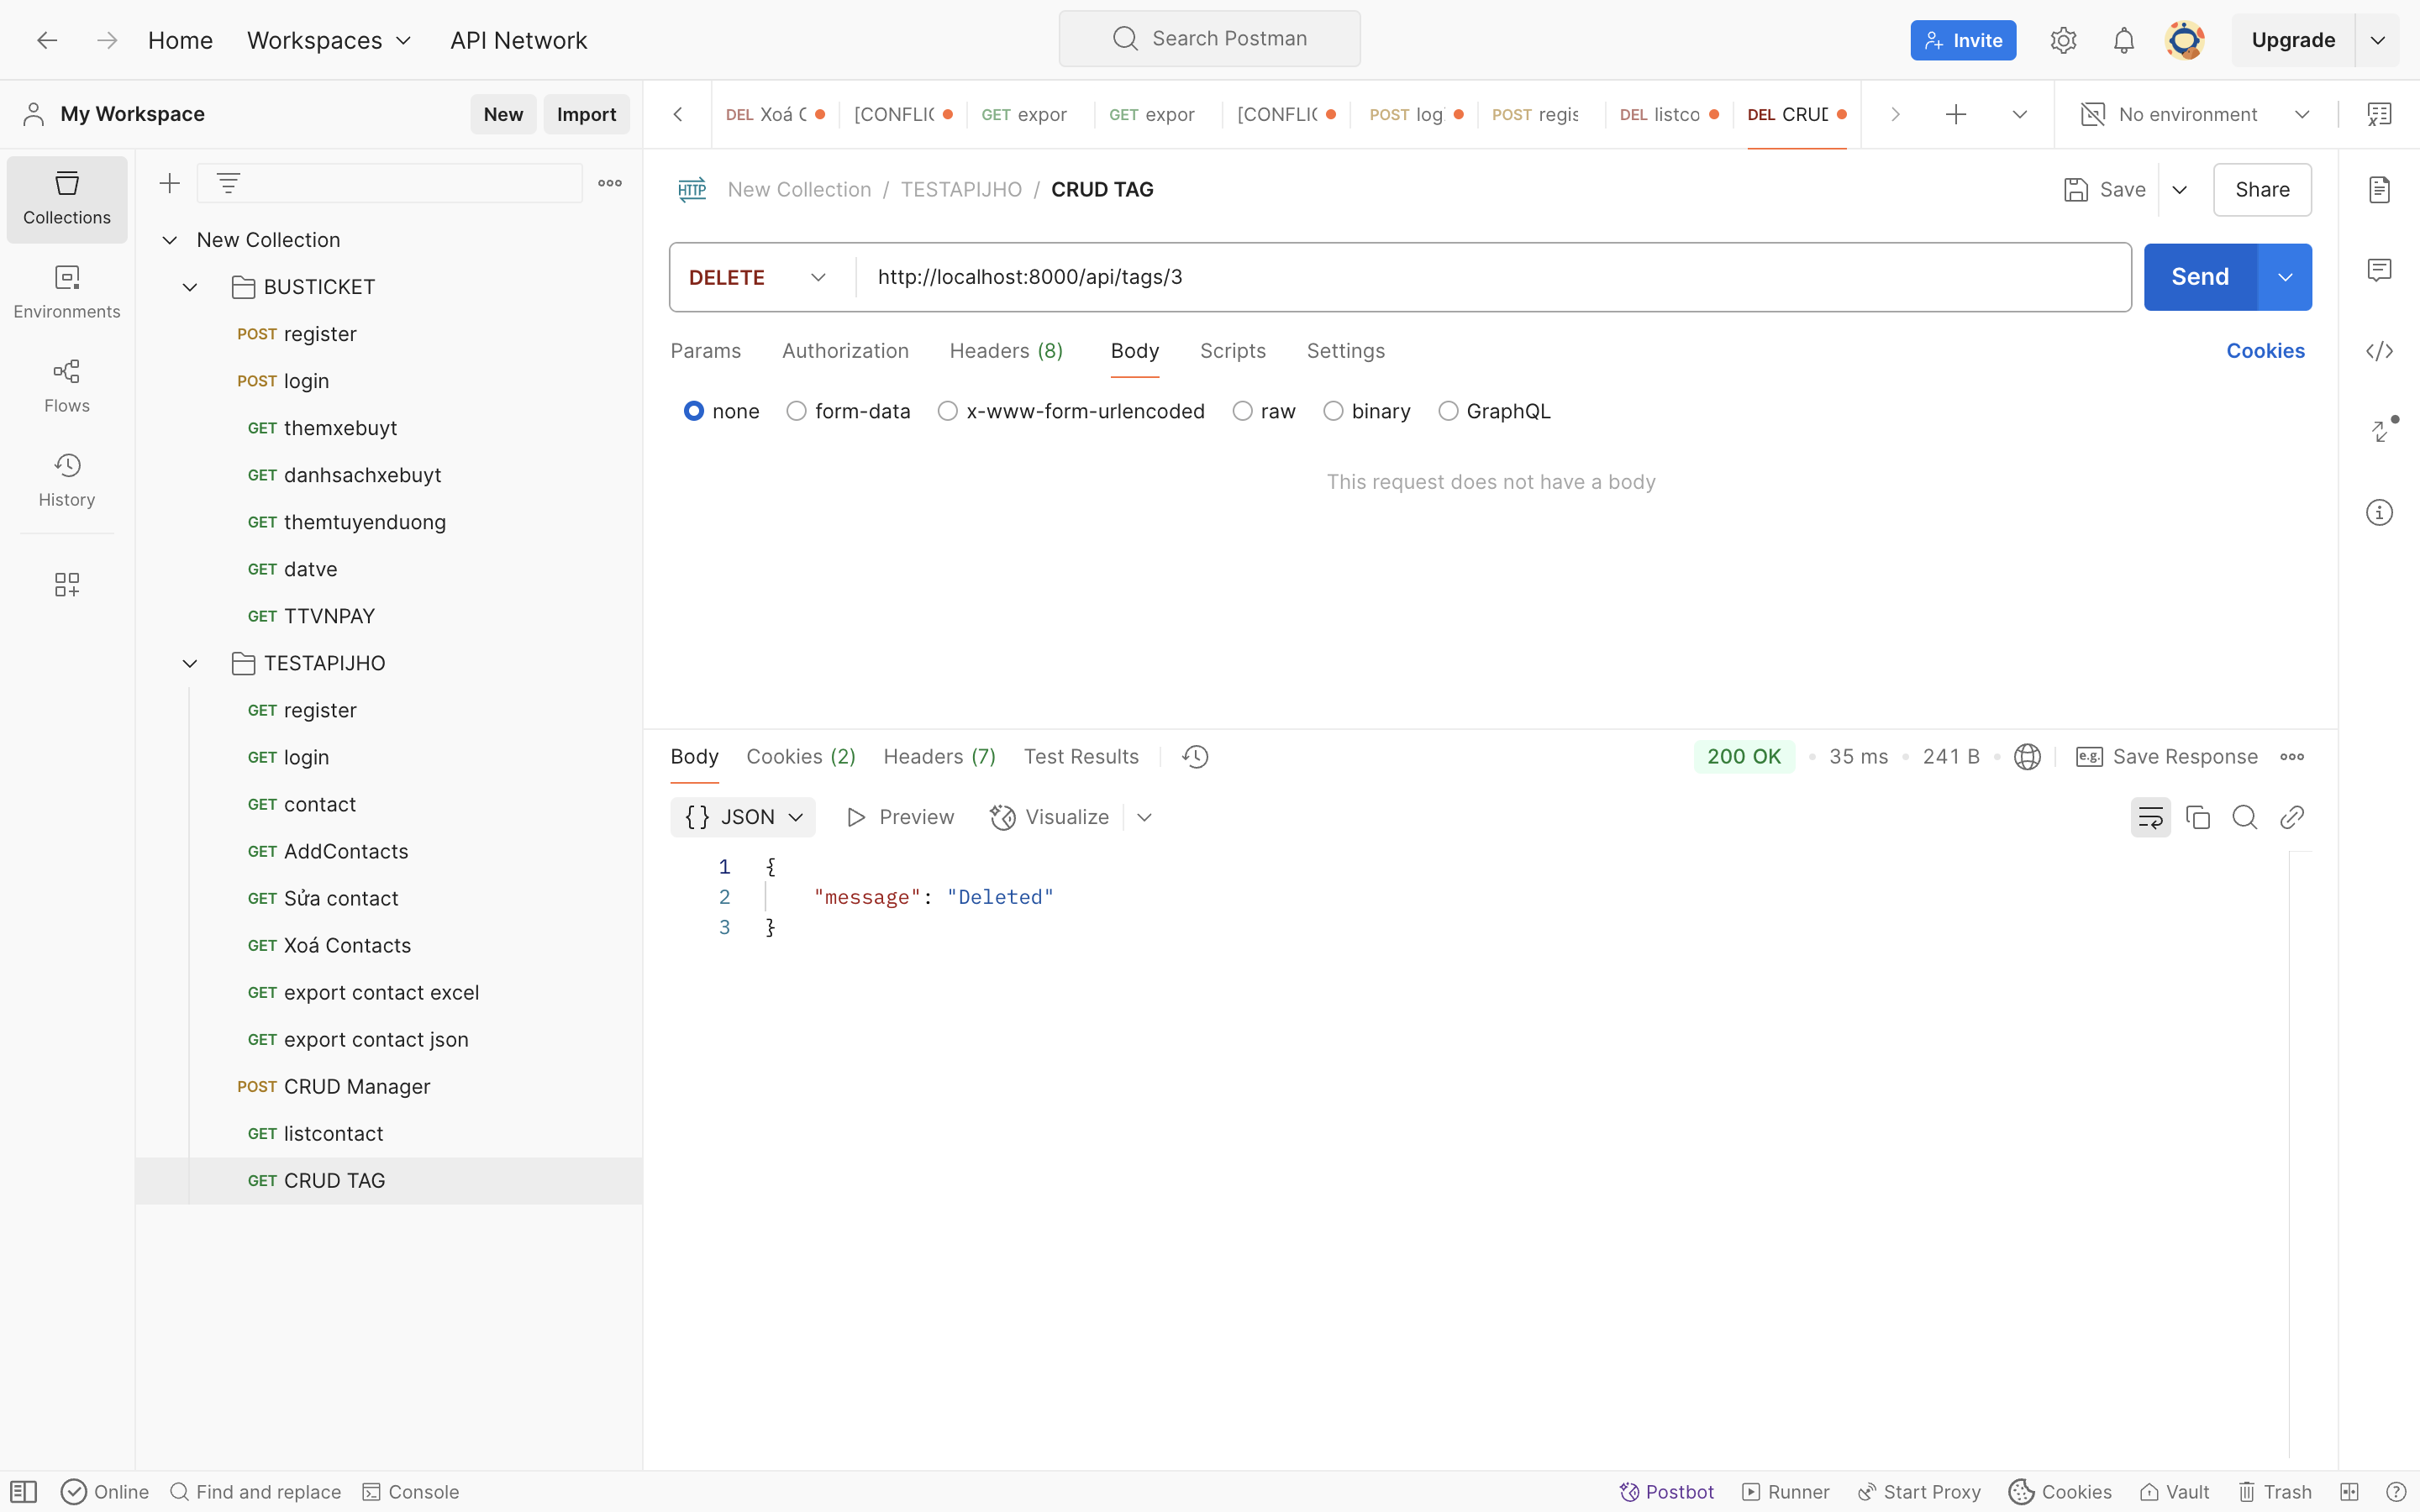 Home Workspaces API Network Search Postman Invite Upgrade
My Workspace New Import DEL Xoá C [CONFLI( GET expor GET expor [CONFLI( POST log POST regis DEL listco DEL CRUD No environment
Collections
Environments
Flows
History
New Collection
BUSTICKET
POST register
POST login
GET themxebuyt
GET danhsachxebuyt
GET themtuyenduong
GET datve
GET TTVNPAY
TESTAPIJHO
GET register
GET login
GET contact
GET AddContacts
GET Sửa contact
GET Xoá Contacts
GET export contact excel
GET export contact json
POST CRUD Manager
GET listcontact
GET CRUD TAG
HTTP New Collection / TESTAPIJHO / CRUD TAG Save Share
DELETE http://localhost:8000/api/tags/3 Send
Params Authorization Headers (8) Body Scripts Settings Cookies
none form-data x-www-form-urlencoded raw binary GraphQL
This request does not have a body
Body Cookies (2) Headers (7) Test Results 200 OK • 35 ms • 241 B • e.g. Save Response
{} JSON Preview Visualize
1 {
2 "message": "Deleted"
3 }
Online Find and replace Console Postbot Runner Start Proxy Cookies Vault Trash